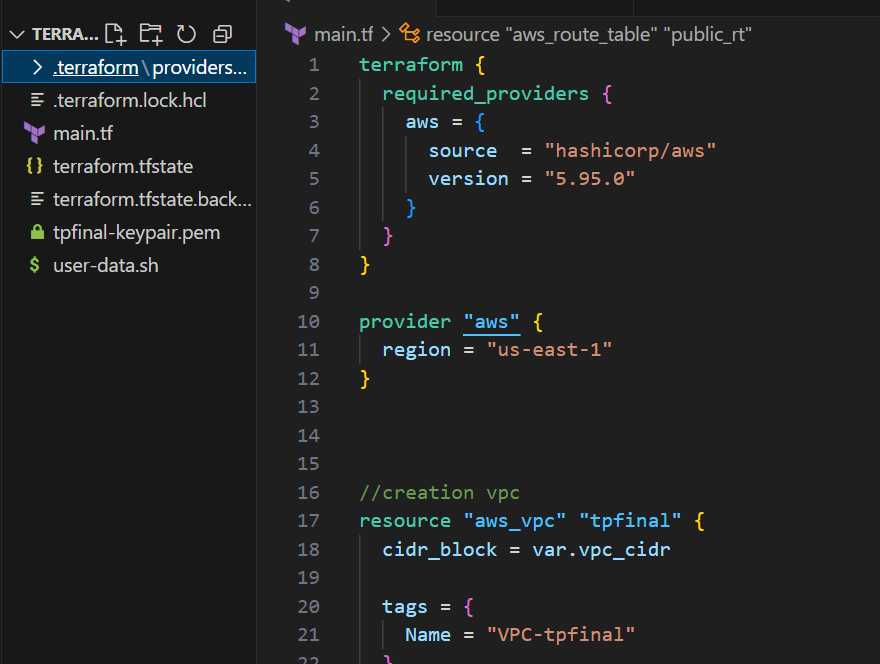 TERRA...
.terraform\providers...
.terraform.lock.hcl
main.tf
terraform.tfstate
terraform.tfstate.back...
tpfinal-keypair.pem
user-data.sh
main.tf > resource "aws_route_table" "public_rt"
1 terraform {
2   required_providers {
3     aws = {
4       source  = "hashicorp/aws"
5       version = "5.95.0"
6     }
7   }
8 }
9
10 provider "aws" {
11   region = "us-east-1"
12 }
13
14
15
16 //creation vpc
17 resource "aws_vpc" "tpfinal" {
18   cidr_block = var.vpc_cidr
19
20   tags = {
21     Name = "VPC-tpfinal"
22   }